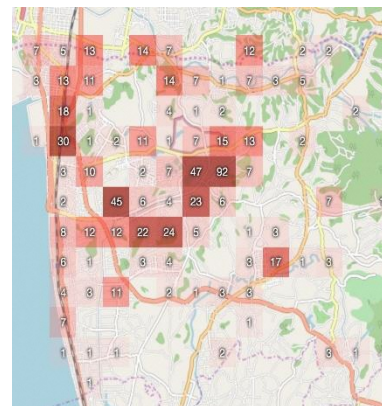 7 5 13 14 7 12 2 2
3 13 11 14 7 1 7 3 5
18 1 4 1 2 2
1 30 1 2 11 1 7 15 13 2
3 10 2 7 47 92 7
2 45 6 4 23 6 7
8 12 12 22 24 5 1 3
6 1 3 4 3 17 1 3
4 3 11 2 1 3 3
7 1
1 1 1 2 3 1
1